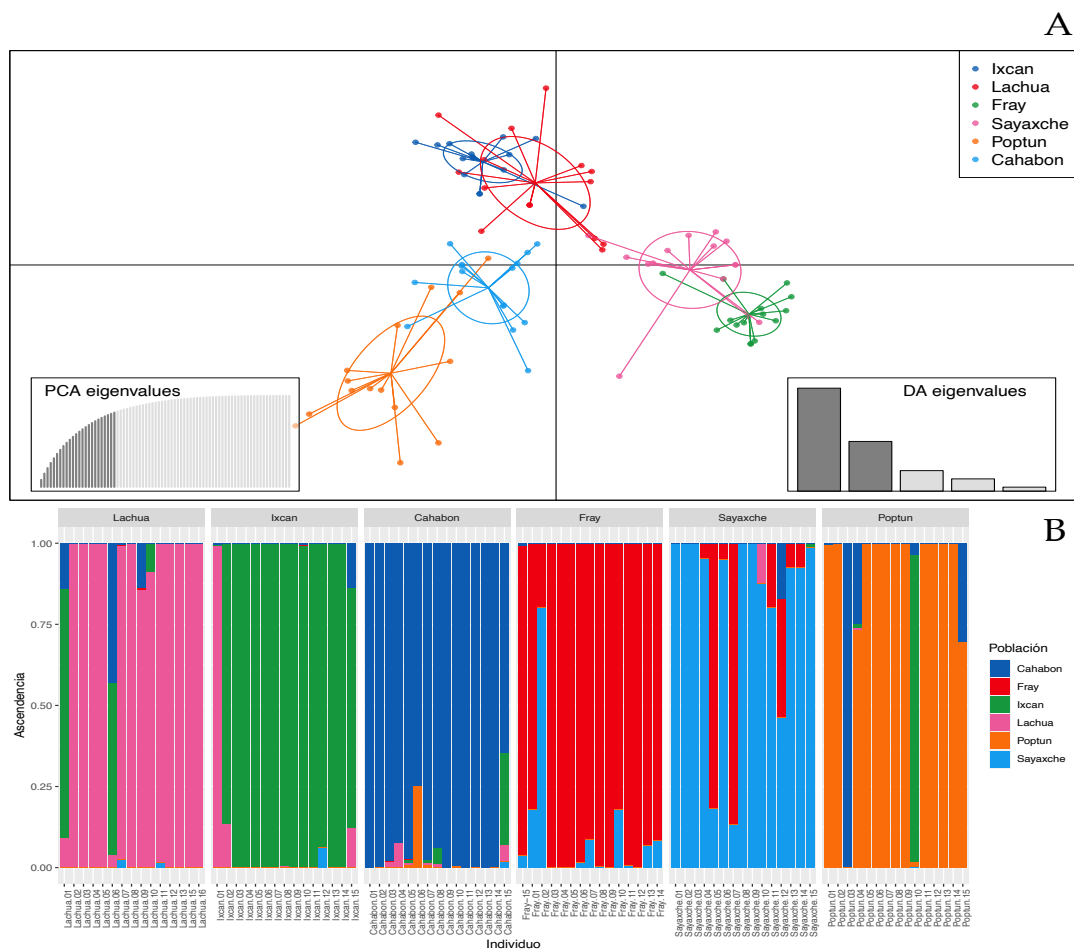 A
Ixcan
Lachua
Fray
Sayaxche
Poptun
Cahabon
PCA eigenvalues
DA eigenvalues
B
Lachua
Ixcan
Cahabon
Fray
Sayaxche
Poptun
1.00
0.75
0.50
0.25
0.00
Ascendencia
Lachua.01
Lachua.02
Lachua.03
Lachua.04
Lachua.05
Lachua.06
Lachua.07
Lachua.09
Lachua.10
Lachua.11
Lachua.13
Lachua.15
Lachua.16
Ixcan.01
Ixcan.02
Ixcan.03
Ixcan.04
Ixcan.05
Ixcan.06
Ixcan.07
Ixcan.08
Ixcan.09
Ixcan.10
Ixcan.11
Ixcan.12
Ixcan.13
Ixcan.14
Ixcan.15
Cahabon.01
Cahabon.02
Cahabon.03
Cahabon.04
Cahabon.05
Cahabon.06
Cahabon.07
Cahabon.08
Cahabon.09
Cahabon.10
Cahabon.11
Cahabon.12
Cahabon.13
Cahabon.14
Cahabon.15
Fray-15
Fray.01
Fray.02
Fray.03
Fray.04
Fray.05
Fray.06
Fray.07
Fray.08
Fray.09
Fray.10
Fray.11
Fray.12
Fray.13
Fray.14
Sayaxche.01
Sayaxche.02
Sayaxche.03
Sayaxche.04
Sayaxche.05
Sayaxche.06
Sayaxche.07
Sayaxche.08
Sayaxche.09
Sayaxche.10
Sayaxche.11
Sayaxche.12
Sayaxche.13
Sayaxche.14
Sayaxche.15
Poptun.01
Poptun.02
Poptun.03
Poptun.04
Poptun.05
Poptun.06
Poptun.07
Poptun.08
Poptun.09
Poptun.10
Poptun.11
Poptun.12
Poptun.13
Poptun.14
Poptun.15
Individuo
Población
Cahabon
Fray
Ixcan
Lachua
Poptun
Sayaxche